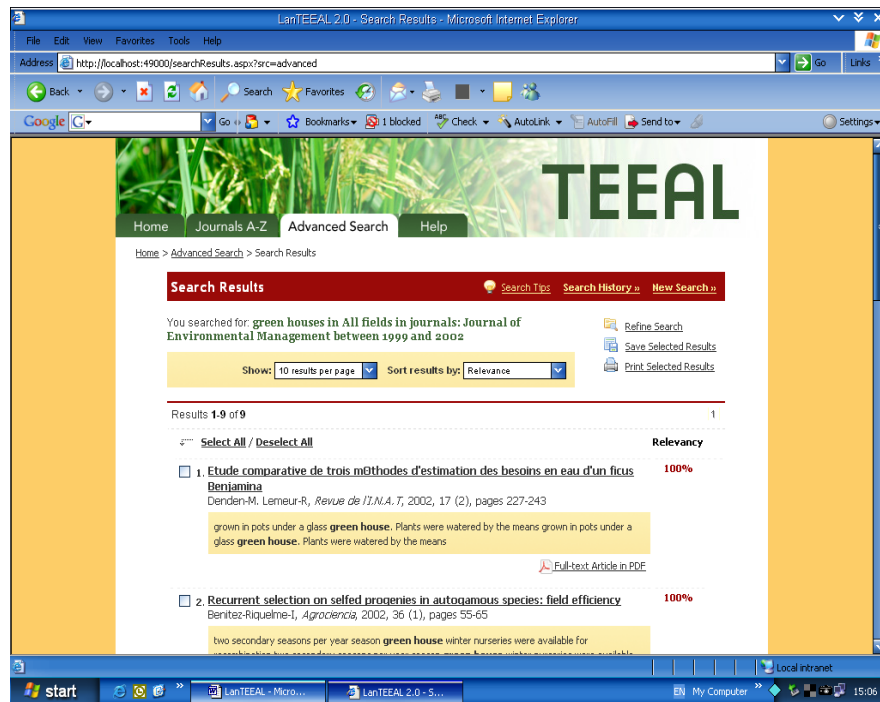 LanTEEAL 2.0 - Search Results - Microsoft Internet Explorer
File Edit View Favorites Tools Help
Address http://localhost:49000/searchResults.aspx?src=advanced Go Links
Back Search Favorites
Google G Go Bookmarks 1 blocked ABC Check AutoLink AutoFill Send to Settings
TEEAL
Home Journals A-Z Advanced Search Help
Home > Advanced Search > Search Results
Search Results Search Tips Search History » New Search »
You searched for: green houses in All fields in journals: Journal of
Environmental Management between 1999 and 2002
Refine Search
Save Selected Results
Print Selected Results
Show: 10 results per page Sort results by: Relevance
Results 1-9 of 9 1
Select All / Deselect All Relevancy
1. Etude comparative de trois mΘthodes d'estimation des besoins en eau d'un ficus 100%
Benjamina
Denden-M. Lemeur-R, Revue de l'I.N.A.T, 2002, 17 (2), pages 227-243
grown in pots under a glass green house. Plants were watered by the means grown in pots under a
glass green house. Plants were watered by the means
Full-text Article in PDF
2. Recurrent selection on selfed progenies in autogamous species: field efficiency 100%
Benitez-Riquelme-I, Agrociencia, 2002, 36 (1), pages 55-65
two secondary seasons per year season green house winter nurseries were available for
Local intranet
start LanTEEAL - Micro... LanTEEAL 2.0 - S... EN My Computer 15:06